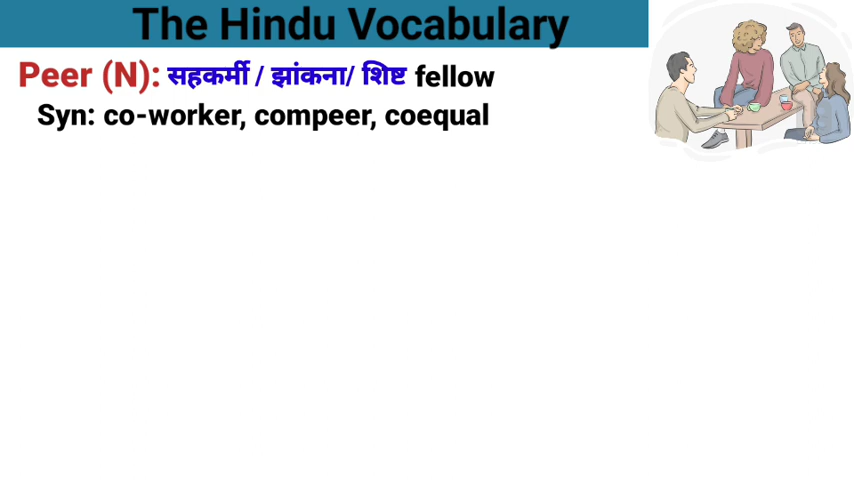 The Hindu Vocabulary
Peer (N): सहकर्मी / झांकना/ शिष्ट fellow
Syn: co-worker, compeer, coequal